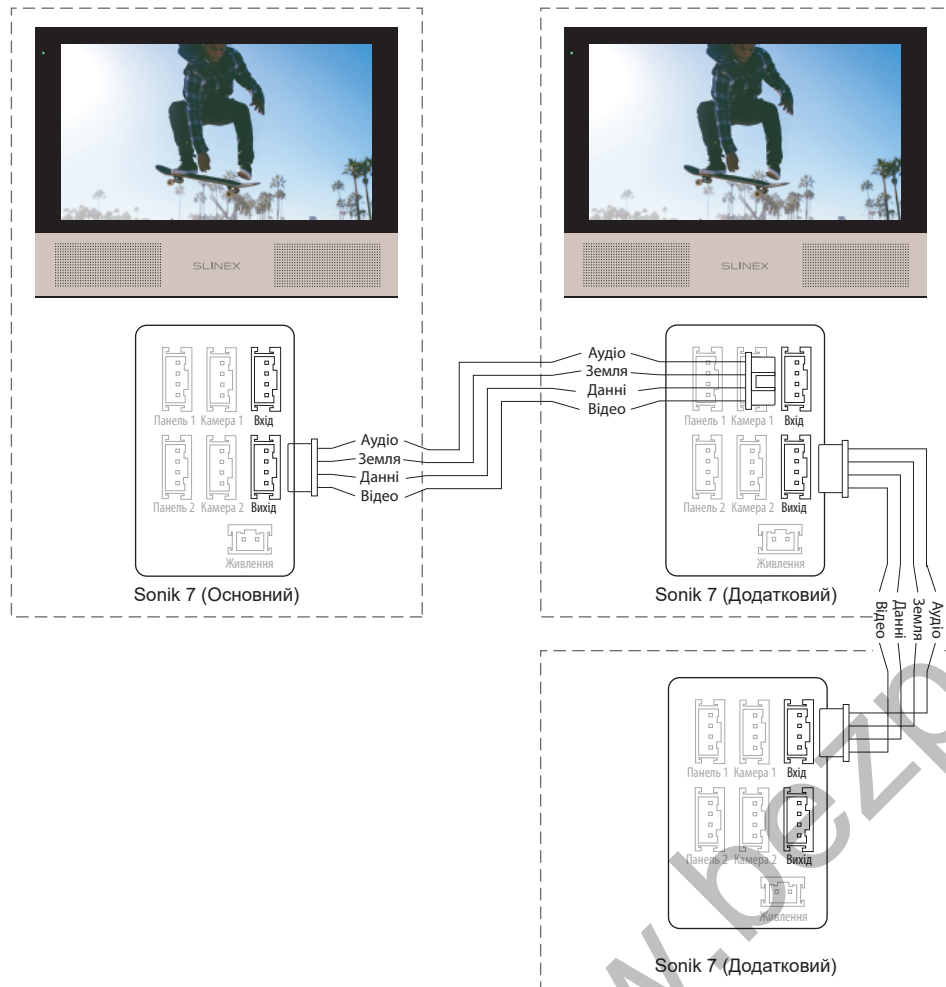 SLINEX
SLINEX
Панель 1 Камера 1 Вхід
Панель 2 Камера 2 Вихід
Живлення
Sonik 7 (Основний)
Аудіо
Земля
Данні
Відео
Аудіо
Земля
Данні
Відео
Панель 1 Камера 1 Вхід
Панель 2 Камера 2 Вихід
Живлення
Sonik 7 (Додатковий)
Аудіо
Земля
Данні
Відео
Панель 1 Камера 1 Вхід
Панель 2 Камера 2 Вихід
Живлення
Sonik 7 (Додатковий)
w.bezp